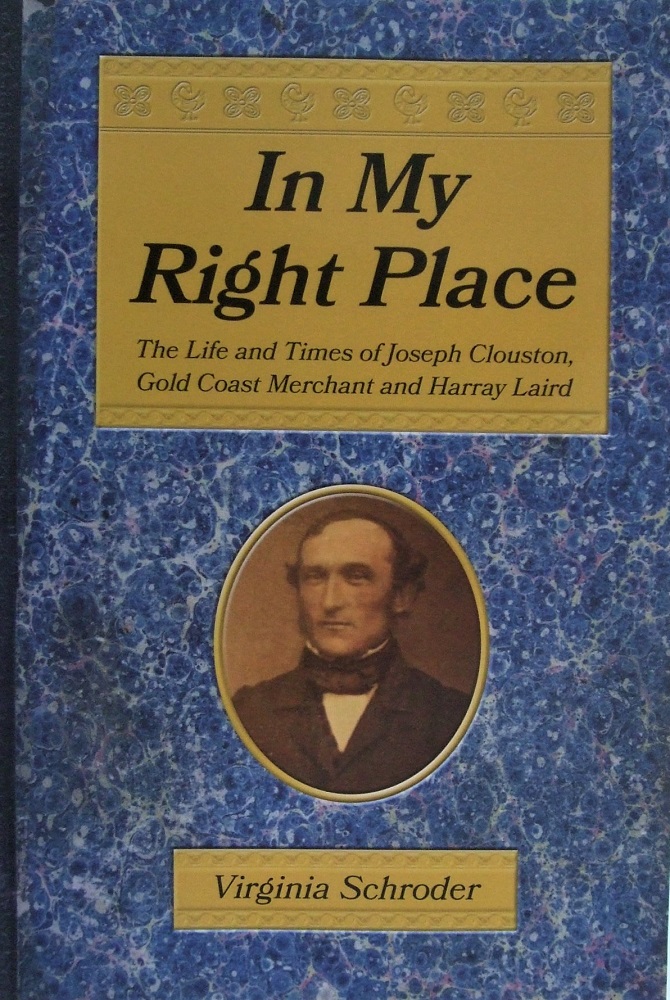 In My
Right Place
The Life and Times of Joseph Clouston,
Gold Coast Merchant and Harray Laird
Virginia Schroder